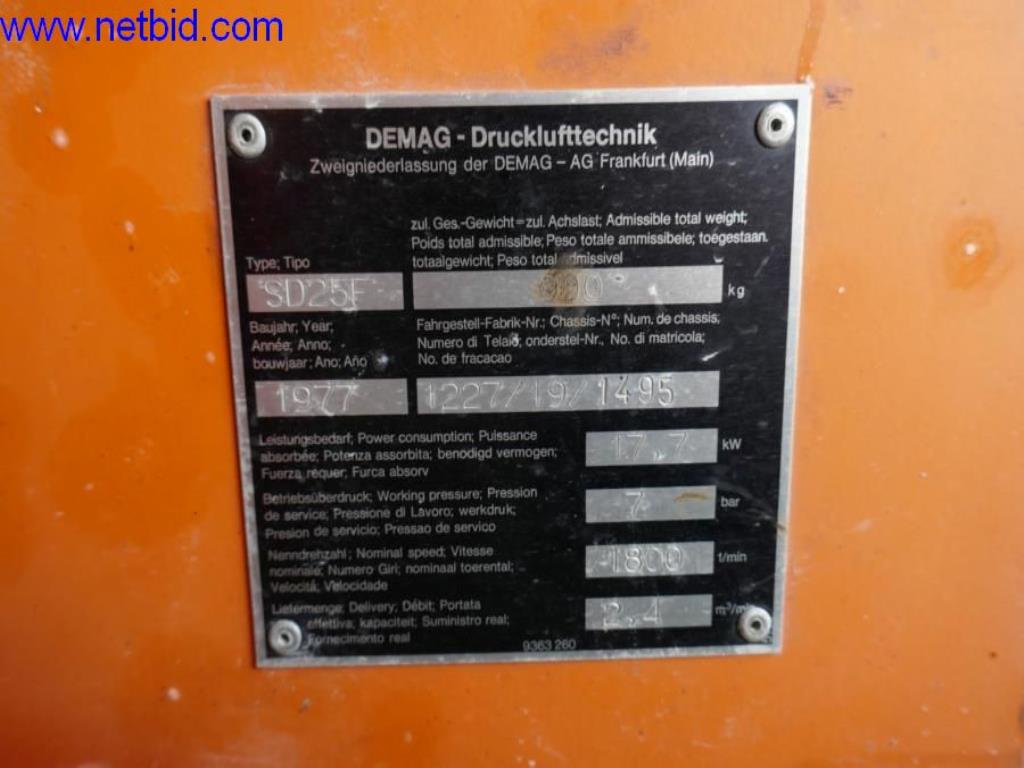 www.netbid.com
DEMAG - Drucklufttechnik
Zweigniederlassung der DEMAG - AG Frankfurt (Main)
zul. Ges.-Gewicht=zul. Achslast; Admissible total weight;
Poids total admissible; Peso totale ammissibele; toegestaan.
totaalgewicht; Peso total admissivel
Type; Tipo
SD25F
kg
Baujahr; Year;
Année; Anno;
bouwjaar; Ano; Año
Fahrgestell-Fabrik-Nr.; Chassis-N°; Num. de chassis;
Numero di Telaio; onderstel-Nr., No. di matricola;
No. de fracacao
1977
1227/19/1495
Leistungsbedarf; Power consumption; Puissance
absorbée; Potenza assorbita; benodigd vermogen;
Fuerza requer; Furca absorv
17.7 kW
Betriebsüberdruck; Working pressure; Pression
de service; Pressione di Lavoro; werkdruk;
Presion de servicio; Pressao de servico
7 bar
Nenndrehzahl; Nominal speed; Vitesse
nominale; Numero Giri; nominaal toerental;
Velocità; Velocidade
1800 1/min
Liefermenge; Delivery; Débit; Portata
effettiva; kapaciteit; Suministro real;
Fornecimento real
2.4 m³/min
9363 260